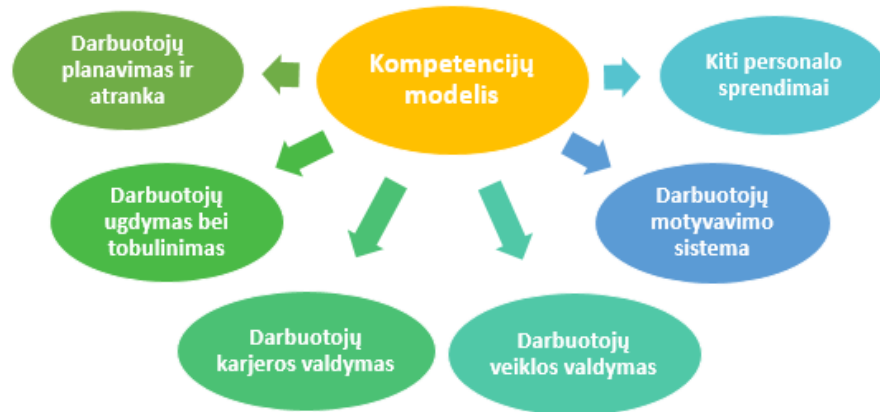 Darbuotojų
planavimas ir
atranka
Kompetencijų
modelis
Kiti personalo
sprendimai
Darbuotojų
ugdymas bei
tobulinimas
Darbuotojų
motyvavimo
sistema
Darbuotojų
karjeros valdymas
Darbuotojų
veiklos valdymas